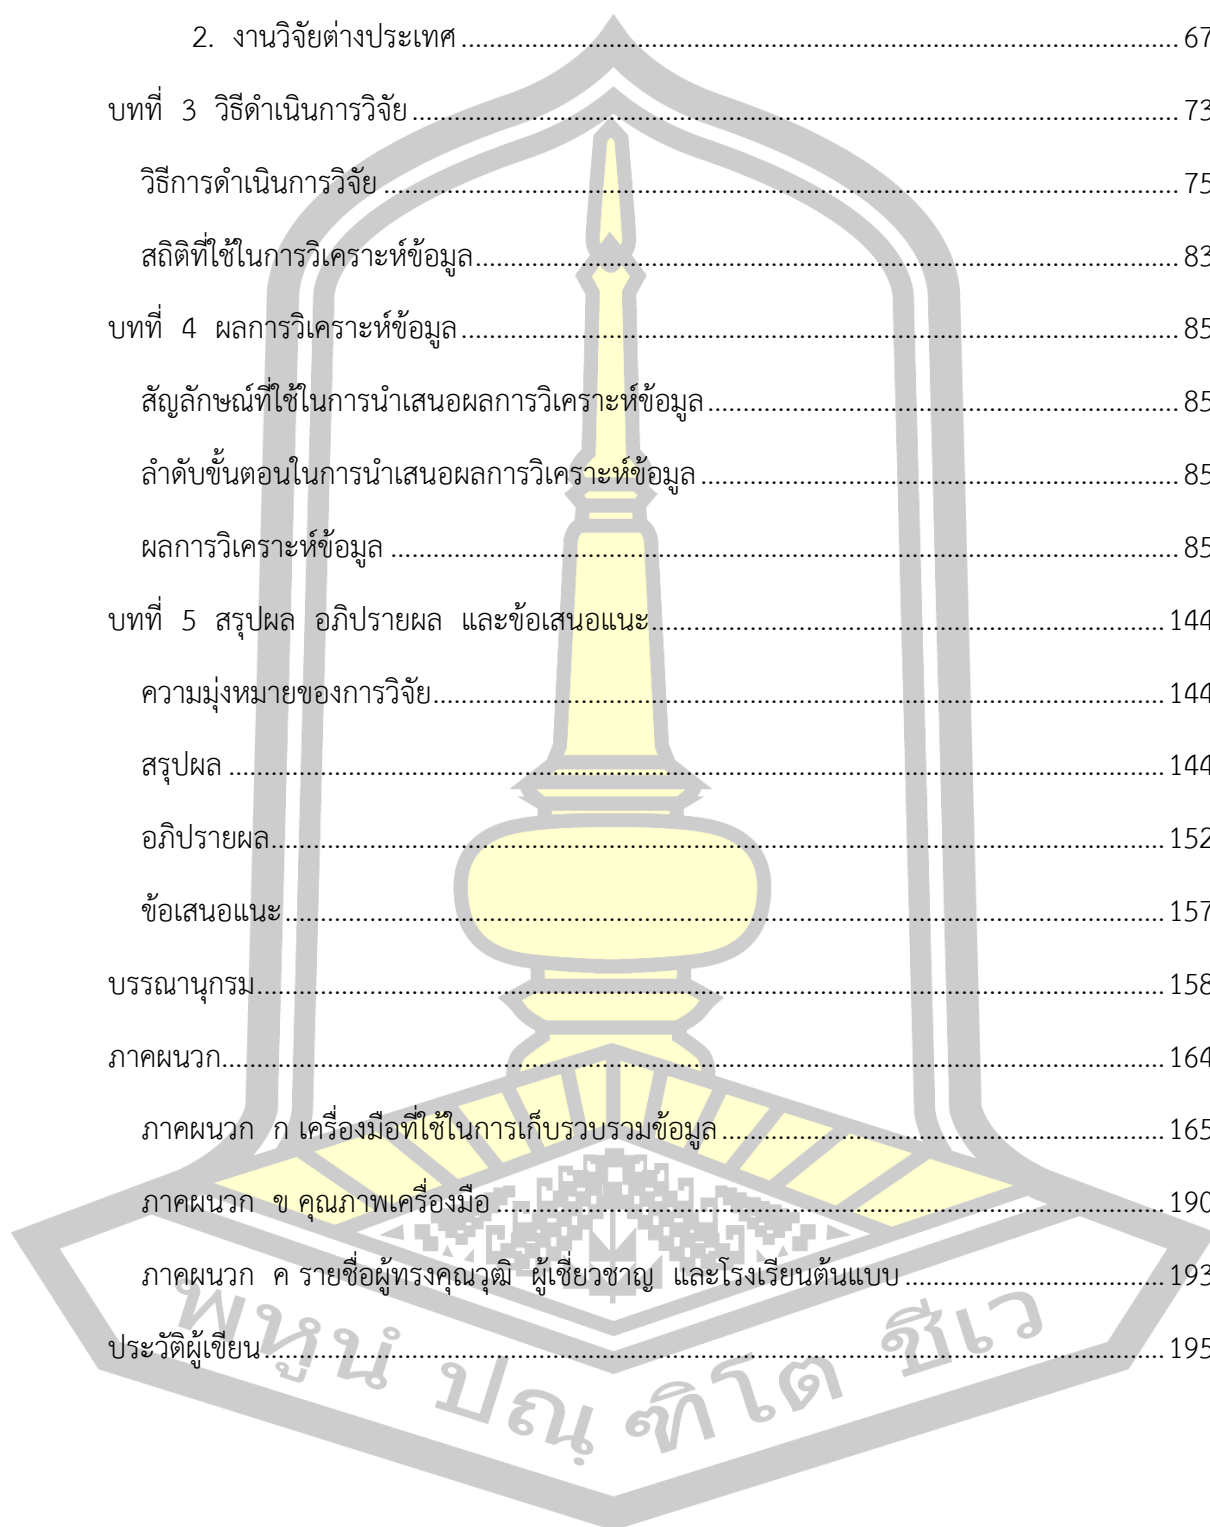 2. งานวิจัยต่างประเทศ ........ 67
บทที่ 3 วิธีดำเนินการวิจัย ........ 73
วิธีการดำเนินการวิจัย ........ 75
สถิติที่ใช้ในการวิเคราะห์ข้อมูล ........ 83
บทที่ 4 ผลการวิเคราะห์ข้อมูล ........ 85
สัญลักษณ์ที่ใช้ในการนำเสนอผลการวิเคราะห์ข้อมูล ........ 85
ลำดับขั้นตอนในการนำเสนอผลการวิเคราะห์ข้อมูล ........ 85
ผลการวิเคราะห์ข้อมูล ........ 85
บทที่ 5 สรุปผล อภิปรายผล และข้อเสนอแนะ ........ 144
ความมุ่งหมายของการวิจัย ........ 144
สรุปผล ........ 144
อภิปรายผล ........ 152
ข้อเสนอแนะ ........ 157
บรรณานุกรม ........ 158
ภาคผนวก ........ 164
ภาคผนวก ก เครื่องมือที่ใช้ในการเก็บรวบรวมข้อมูล ........ 165
ภาคผนวก ข คุณภาพเครื่องมือ ........ 190
ภาคผนวก ค รายชื่อผู้ทรงคุณวุฒิ ผู้เชี่ยวชาญ และโรงเรียนต้นแบบ ........ 193
ประวัติผู้เขียน ........ 195
พหูนํ ปณฺฑิโต ชีเว